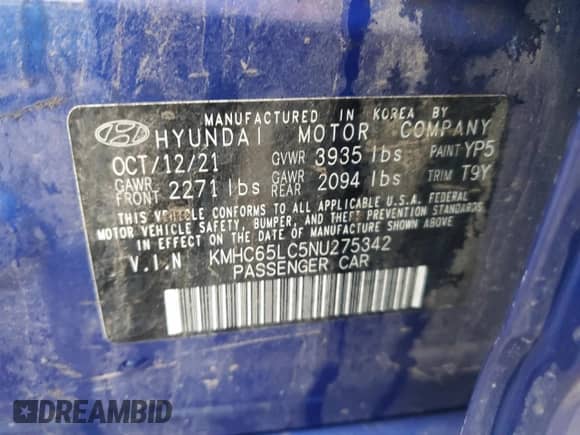 MANUFACTURED IN KOREA BY
HYUNDAI MOTOR COMPANY
OCT/12/21 GVWR 3935 lbs PAINT YP5
GAWR FRONT 2271 lbs GAWR REAR 2094 lbs TRIM T9Y
THIS VEHICLE CONFORMS TO ALL APPLICABLE U.S.A. FEDERAL
MOTOR VEHICLE SAFETY, BUMPER, AND THEFT PREVENTION STANDARDS
IN EFFECT ON THE DATE OF MANUFACTURE SHOWN ABOVE.
V.I.N KMHC65LC5NU275342
PASSENGER CAR
DREAMBID